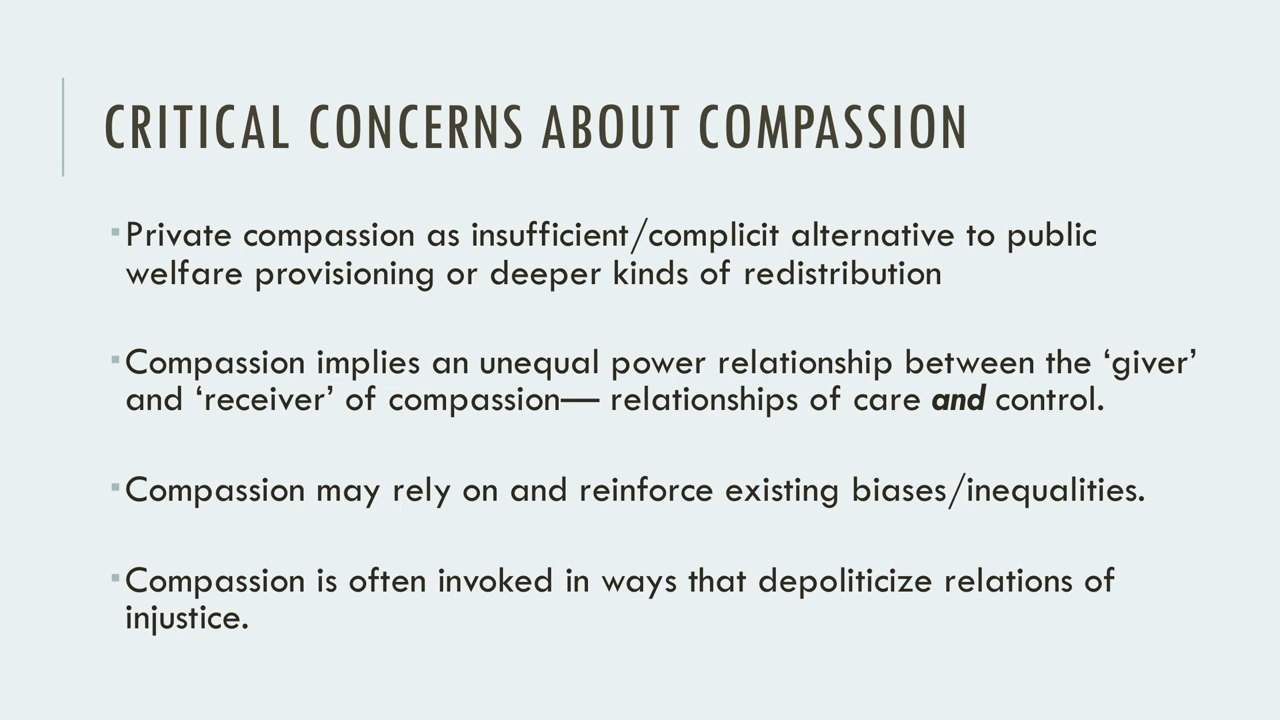 CRITICAL CONCERNS ABOUT COMPASSION
▪Private compassion as insufficient/complicit alternative to public
welfare provisioning or deeper kinds of redistribution
▪Compassion implies an unequal power relationship between the ‘giver’
and ‘receiver’ of compassion— relationships of care and control.
▪Compassion may rely on and reinforce existing biases/inequalities.
▪Compassion is often invoked in ways that depoliticize relations of
injustice.